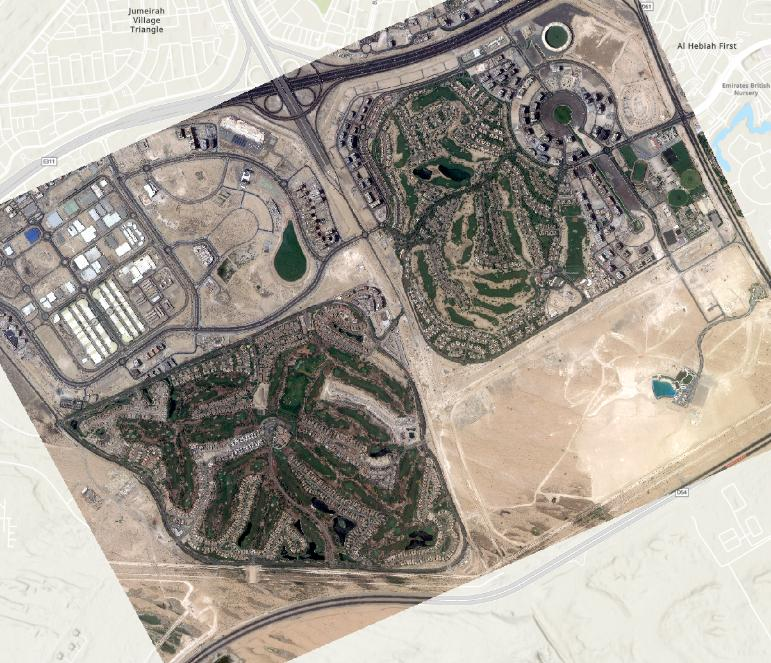 Jumeirah
Village
Triangle
D61
Al Hebiah First
Emirates British
Nursery
E311
D54